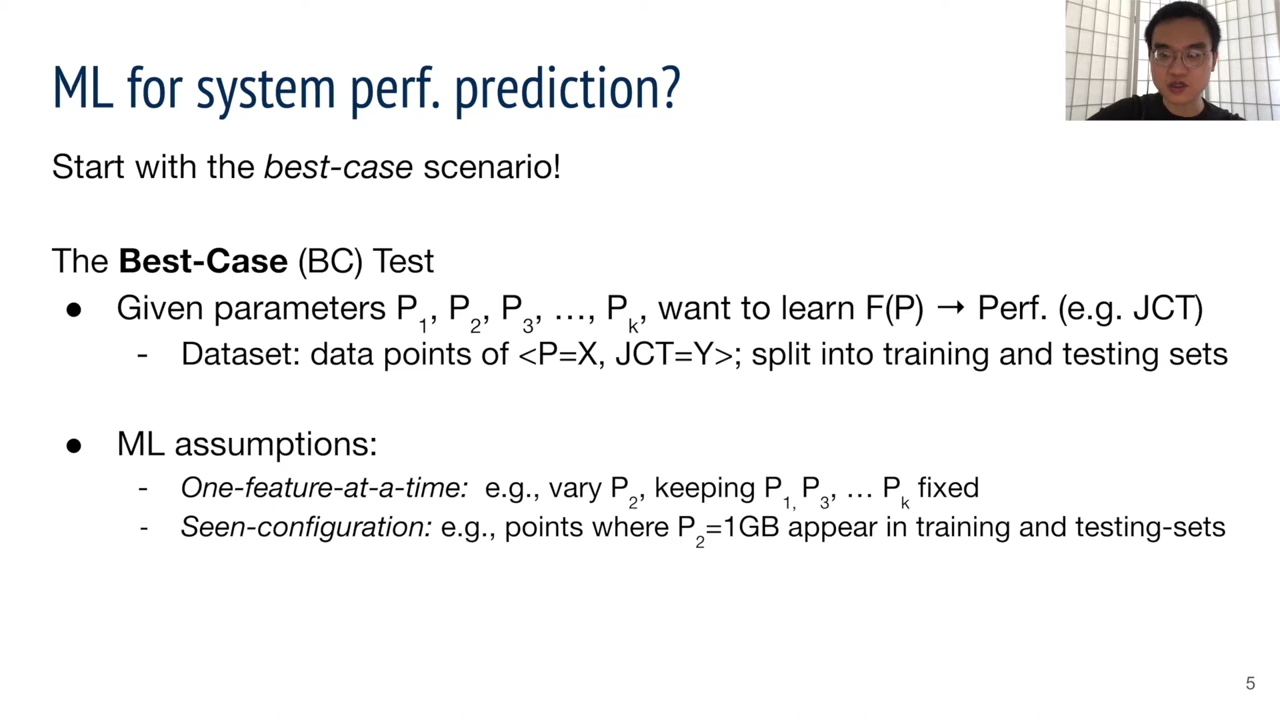 ML for system perf. prediction?
Start with the best-case scenario!
The Best-Case (BC) Test
● Given parameters P1, P2, P3, …, Pk, want to learn F(P) → Perf. (e.g. JCT)
- Dataset: data points of <P=X, JCT=Y>; split into training and testing sets
● ML assumptions:
- One-feature-at-a-time: e.g., vary P2, keeping P1, P3, … Pk fixed
- Seen-configuration: e.g., points where P2=1GB appear in training and testing-sets
5